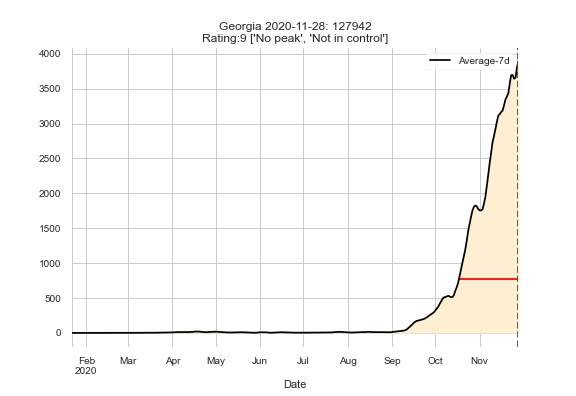 Georgia 2020-11-28: 127942
Rating:9 ['No peak', 'Not in control']
Average-7d
4000
3500
3000
2500
2000
1500
1000
500
0
Feb Mar Apr May Jun Jul Aug Sep Oct Nov
2020
Date